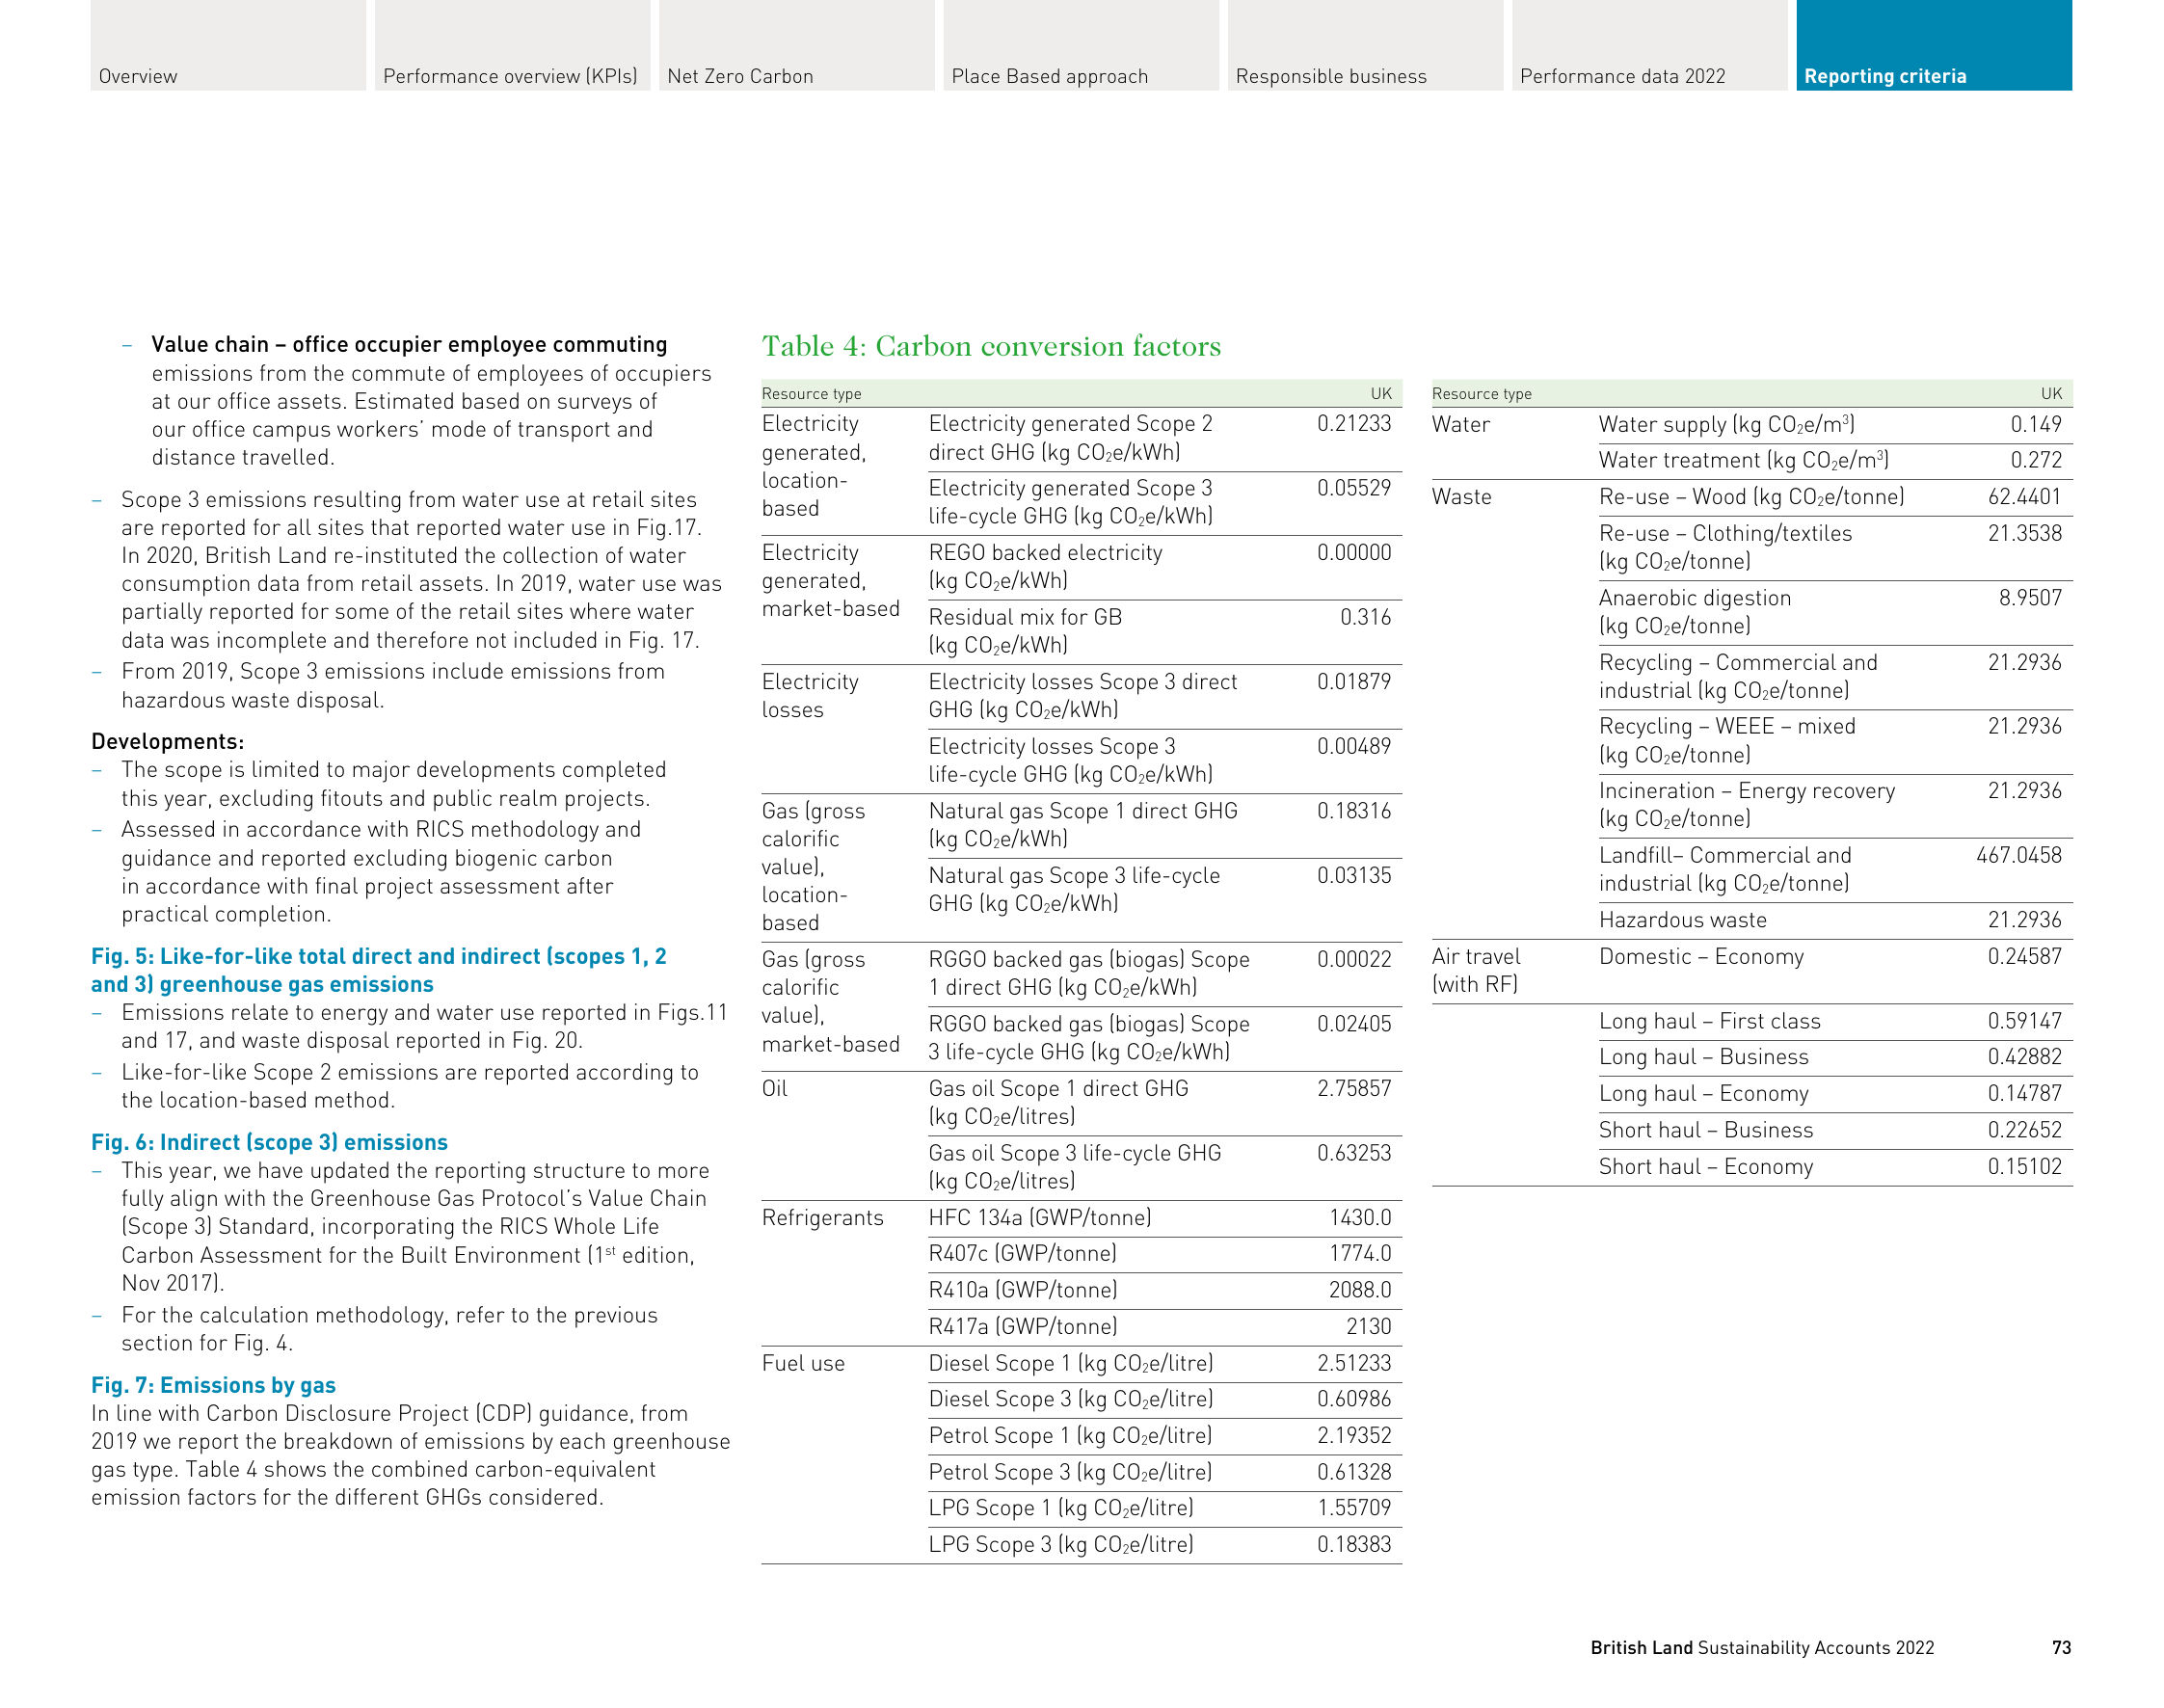 Overview
Performance overview (KPIs)
Net Zero Carbon
Place Based approach
Responsible business
Performance data 2022
Reporting criteria
– Value chain – office occupier employee commuting
emissions from the commute of employees of occupiers
at our office assets. Estimated based on surveys of
our office campus workers’ mode of transport and
distance travelled.
– Scope 3 emissions resulting from water use at retail sites
are reported for all sites that reported water use in Fig.17.
In 2020, British Land re-instituted the collection of water
consumption data from retail assets. In 2019, water use was
partially reported for some of the retail sites where water
data was incomplete and therefore not included in Fig. 17.
– From 2019, Scope 3 emissions include emissions from
hazardous waste disposal.
Developments:
– The scope is limited to major developments completed
this year, excluding fitouts and public realm projects.
– Assessed in accordance with RICS methodology and
guidance and reported excluding biogenic carbon
in accordance with final project assessment after
practical completion.
Fig. 5: Like-for-like total direct and indirect (scopes 1, 2
and 3) greenhouse gas emissions
– Emissions relate to energy and water use reported in Figs.11
and 17, and waste disposal reported in Fig. 20.
– Like-for-like Scope 2 emissions are reported according to
the location-based method.
Fig. 6: Indirect (scope 3) emissions
– This year, we have updated the reporting structure to more
fully align with the Greenhouse Gas Protocol’s Value Chain
(Scope 3) Standard, incorporating the RICS Whole Life
Carbon Assessment for the Built Environment (1st edition,
Nov 2017).
– For the calculation methodology, refer to the previous
section for Fig. 4.
Fig. 7: Emissions by gas
In line with Carbon Disclosure Project (CDP) guidance, from
2019 we report the breakdown of emissions by each greenhouse
gas type. Table 4 shows the combined carbon-equivalent
emission factors for the different GHGs considered.
Table 4: Carbon conversion factors
Resource type UK
Electricity
generated,
location-
based
Electricity generated Scope 2 0.21233
direct GHG (kg CO2e/kWh)
Electricity generated Scope 3 0.05529
life-cycle GHG (kg CO2e/kWh)
Electricity
generated,
market-based
REGO backed electricity 0.00000
(kg CO2e/kWh)
Residual mix for GB 0.316
(kg CO2e/kWh)
Electricity
losses
Electricity losses Scope 3 direct 0.01879
GHG (kg CO2e/kWh)
Electricity losses Scope 3 0.00489
life-cycle GHG (kg CO2e/kWh)
Gas (gross
calorific
value),
location-
based
Natural gas Scope 1 direct GHG 0.18316
(kg CO2e/kWh)
Natural gas Scope 3 life-cycle 0.03135
GHG (kg CO2e/kWh)
Gas (gross
calorific
value),
market-based
RGGO backed gas (biogas) Scope 0.00022
1 direct GHG (kg CO2e/kWh)
RGGO backed gas (biogas) Scope 0.02405
3 life-cycle GHG (kg CO2e/kWh)
Oil
Gas oil Scope 1 direct GHG 2.75857
(kg CO2e/litres)
Gas oil Scope 3 life-cycle GHG 0.63253
(kg CO2e/litres)
Refrigerants
HFC 134a (GWP/tonne) 1430.0
R407c (GWP/tonne) 1774.0
R410a (GWP/tonne) 2088.0
R417a (GWP/tonne) 2130
Fuel use
Diesel Scope 1 (kg CO2e/litre) 2.51233
Diesel Scope 3 (kg CO2e/litre) 0.60986
Petrol Scope 1 (kg CO2e/litre) 2.19352
Petrol Scope 3 (kg CO2e/litre) 0.61328
LPG Scope 1 (kg CO2e/litre) 1.55709
LPG Scope 3 (kg CO2e/litre) 0.18383
Resource type UK
Water
Water supply (kg CO2e/m3) 0.149
Water treatment (kg CO2e/m3) 0.272
Waste
Re-use – Wood (kg CO2e/tonne) 62.4401
Re-use – Clothing/textiles 21.3538
(kg CO2e/tonne)
Anaerobic digestion 8.9507
(kg CO2e/tonne)
Recycling – Commercial and 21.2936
industrial (kg CO2e/tonne)
Recycling – WEEE – mixed 21.2936
(kg CO2e/tonne)
Incineration – Energy recovery 21.2936
(kg CO2e/tonne)
Landfill– Commercial and 467.0458
industrial (kg CO2e/tonne)
Hazardous waste 21.2936
Air travel
(with RF)
Domestic – Economy 0.24587
Long haul – First class 0.59147
Long haul – Business 0.42882
Long haul – Economy 0.14787
Short haul – Business 0.22652
Short haul – Economy 0.15102
British Land Sustainability Accounts 2022 73